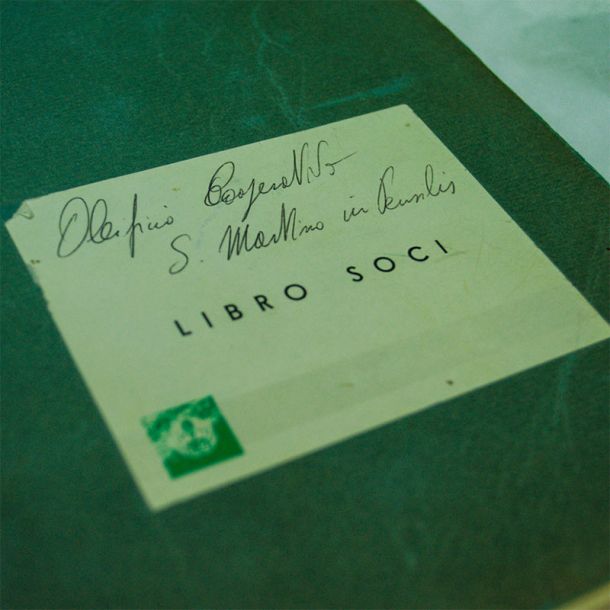 Oleificio Cooperativo
S. Martino in Pensilis
LIBRO SOCI